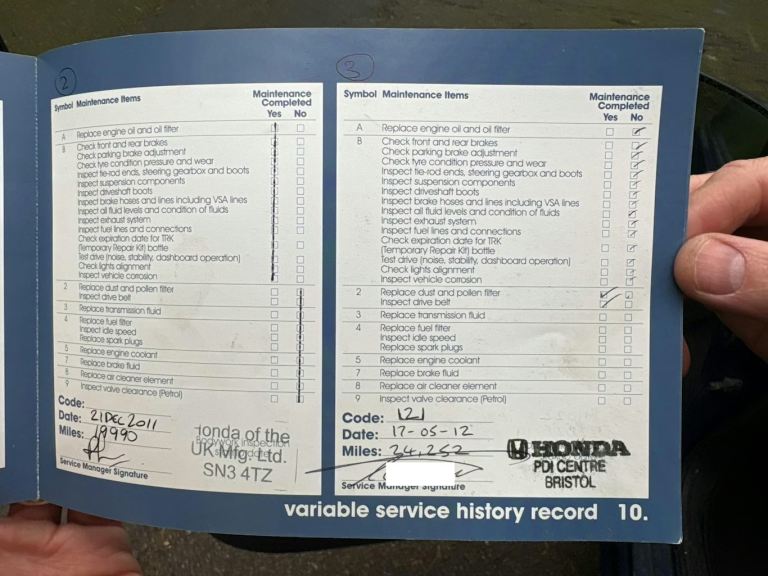 2
Symbol Maintenance Items
Maintenance
Completed
Yes No
A Replace engine oil and oil filter
B Check front and rear brakes
Check parking brake adjustment
Check tyre condition pressure and wear
Inspect tie-rod ends, steering gearbox and boots
Inspect suspension components
Inspect driveshaft boots
Inspect brake hoses and lines including VSA lines
Inspect all fluid levels and condition of fluids
Inspect exhaust system
Inspect fuel lines and connections
Check expiration date for TRK
(Temporary Repair Kit) bottle
Test drive (noise, stability, dashboard operation)
Check lights alignment
Inspect vehicle corrosion
2 Replace dust and pollen filter
Inspect drive belt
3 Replace transmission fluid
4 Replace fuel filter
Inspect idle speed
Replace spark plugs
5 Replace engine coolant
7 Replace brake fluid
8 Replace air cleaner element
9 Inspect valve clearance (Petrol)
Code:
Date: 21 DEC 2011
Miles: 19990
Service Manager Signature
onda of the
UK Mfg. Ltd.
SN3 4TZ
3
Symbol Maintenance Items
Maintenance
Completed
Yes No
A Replace engine oil and oil filter
B Check front and rear brakes
Check parking brake adjustment
Check tyre condition pressure and wear
Inspect tie-rod ends, steering gearbox and boots
Inspect suspension components
Inspect driveshaft boots
Inspect brake hoses and lines including VSA lines
Inspect all fluid levels and condition of fluids
Inspect exhaust system
Inspect fuel lines and connections
Check expiration date for TRK
(Temporary Repair Kit) bottle
Test drive (noise, stability, dashboard operation)
Check lights alignment
Inspect vehicle corrosion
2 Replace dust and pollen filter
Inspect drive belt
3 Replace transmission fluid
4 Replace fuel filter
Inspect idle speed
Replace spark plugs
5 Replace engine coolant
7 Replace brake fluid
8 Replace air cleaner element
9 Inspect valve clearance (Petrol)
Code: 121
Date: 17-05-12
Miles: 24,252
Service Manager Signature
HONDA
PDI CENTRE
BRISTOL
variable service history record 10.